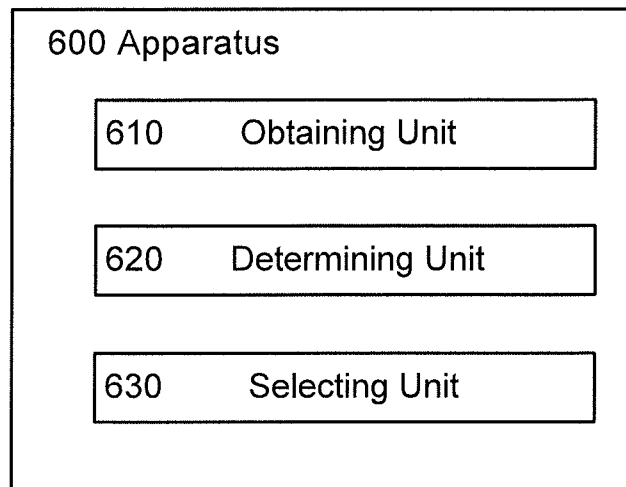 600 Apparatus
610 Obtaining Unit
620 Determining Unit
630 Selecting Unit